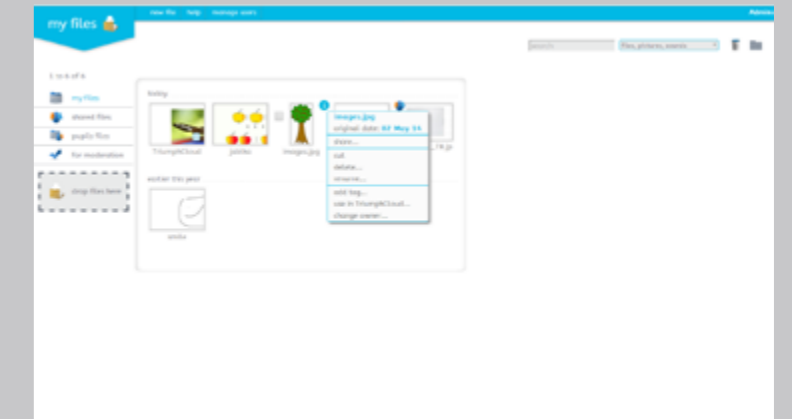 my files
new file help manage users
search
files, pictures, events
1 to 6 of 6
my files
shared files
pupils files
for moderation
drop files here
today
images.jpg
images.jpg
original date: 02 May 14
share...
cut
delete...
rename...
add tag...
use in TriumphCloud...
change owner...
TriumphCloud
earlier this year
smile